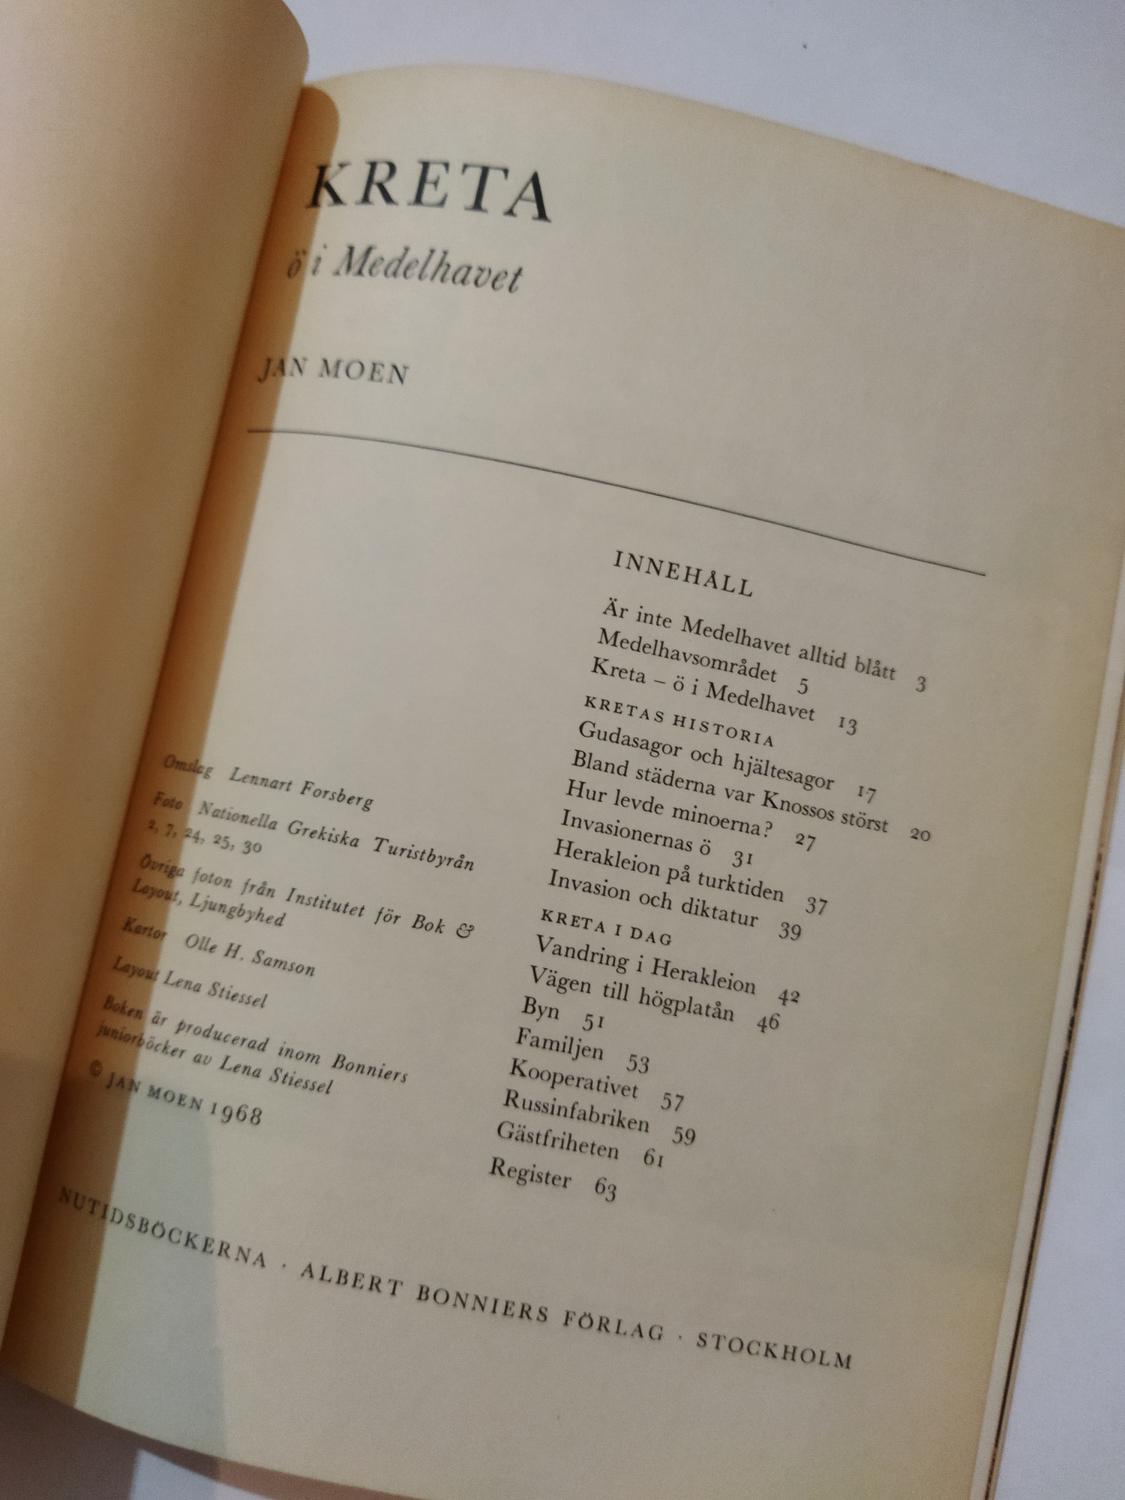 KRETA
ö i Medelhavet
JAN MOEN
INNEHÅLL
Är inte Medelhavet alltid blått 3
Medelhavsområdet 5
Kreta – ö i Medelhavet 13
KRETAS HISTORIA
Gudasagor och hjältesagor 17
Bland städerna var Knossos störst 20
Hur levde minoerna? 27
Invasionernas ö 31
Herakleion på turktiden 37
Invasion och diktatur 39
KRETA I DAG
Vandring i Herakleion 42
Vägen till högplatån 46
Byn 51
Familjen 53
Kooperativet 57
Russinfabriken 59
Gästfriheten 61
Register 63
Omslag Lennart Forsberg
Foto Nationella Grekiska Turistbyrån
2, 7, 24, 25, 30
Övriga foton från Institutet för Bok &
Layout, Ljungbyhed
Kartor Olle H. Samson
Layout Lena Stiessel
Boken är producerad inom Bonniers
juniorböcker av Lena Stiessel
© JAN MOEN 1968
NUTIDSBÖCKERNA · ALBERT BONNIERS FÖRLAG · STOCKHOLM